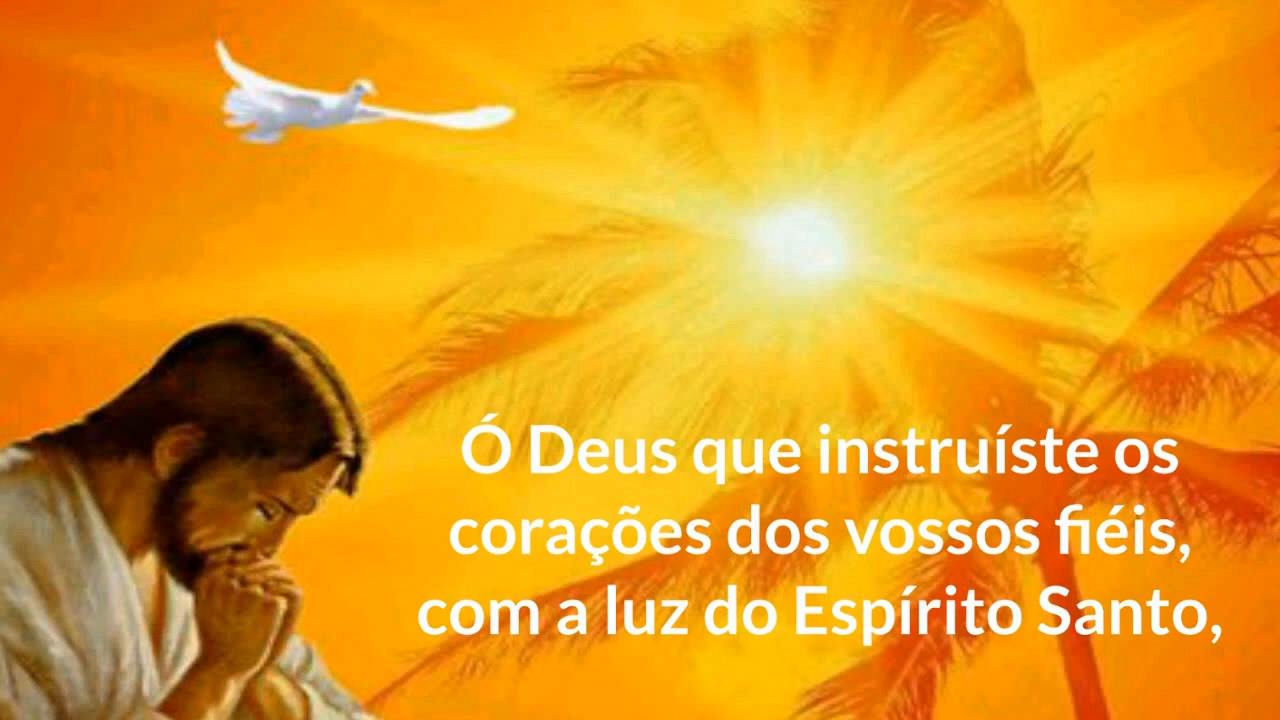 Ó Deus que instruíste os
corações dos vossos fiéis,
com a luz do Espírito Santo,